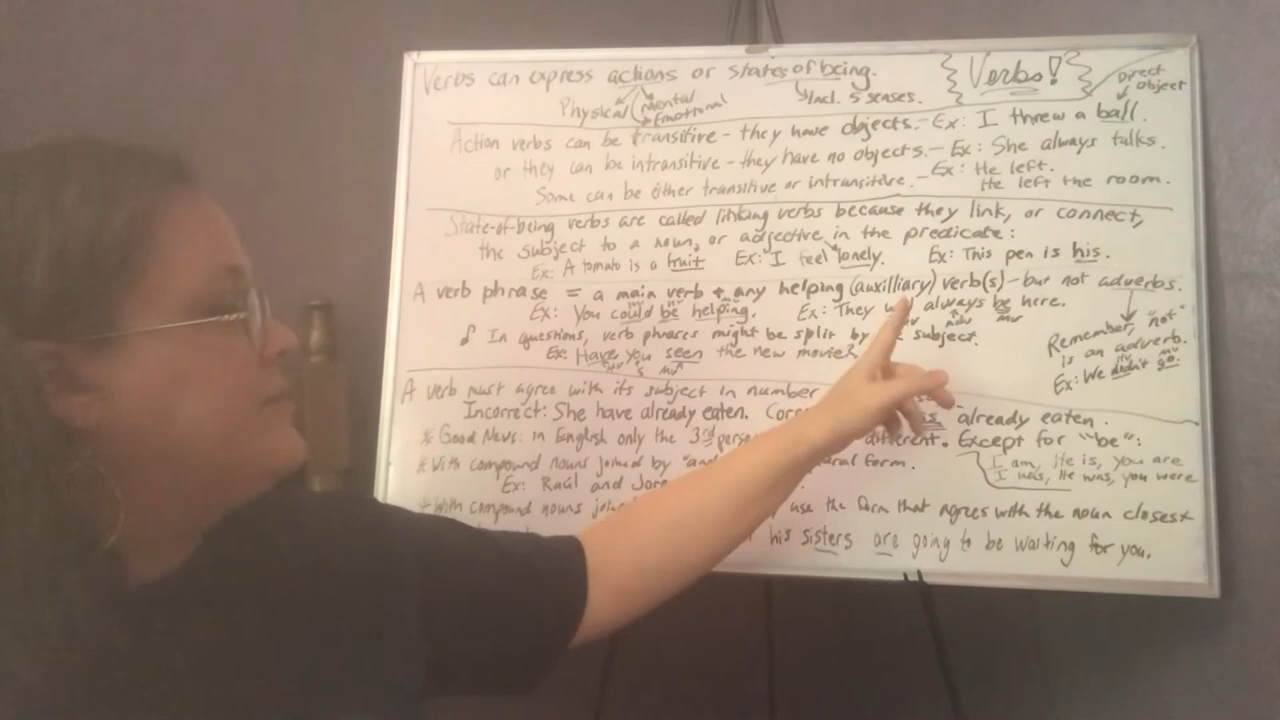 Verbs can express actions or states of being.
Verbs!
Direct object
Physical
Mental
Emotional
Incl. 5 senses.
Action verbs can be transitive - they have objects. - Ex: I threw a ball.
or they can be intransitive - they have no objects. - Ex: She always talks.
Some can be either transitive or intransitive. - Ex: He left.
He left the room.
State-of-being verbs are called linking verbs because they link, or connect,
the subject to a noun, or adjective in the predicate:
Ex: A tomato is a fruit Ex: I feel lonely. Ex: This pen is his.
A verb phrase = a main verb + any helping (auxilliary) verb(s) - but not adverbs.
Ex: You could be helping. Ex: They always be here.
hv hv mv
adv mv
In questions, verb phrases might be split by subject.
Ex: Have you seen the new movie?
hv s mv
Remember, "not"
is an adverb.
hv mv
Ex: We didn't go.
A verb must agree with its subject in number
Incorrect: She have already eaten. already eaten.
* Good News: in English only the 3rd different. Except for "be":
I am, He is, you are
I was, He was, you were
* With compound nouns joined by form.
Ex: Raúl and
* With compound nouns use the form that agrees with the noun closest
his sisters are going to be waiting for you.